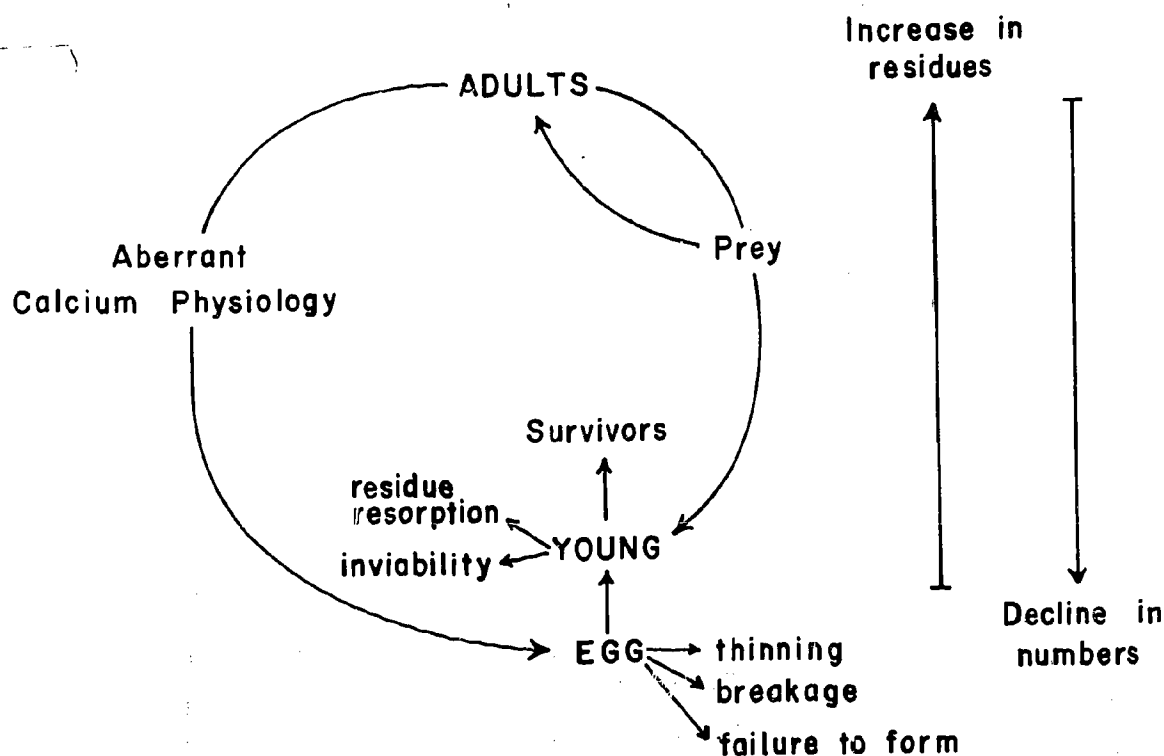 Increase in
residues
ADULTS
Prey
Aberrant
Calcium Physiology
Survivors
residue
resorption
YOUNG
inviability
EGG
thinning
breakage
failure to form
Decline in
numbers